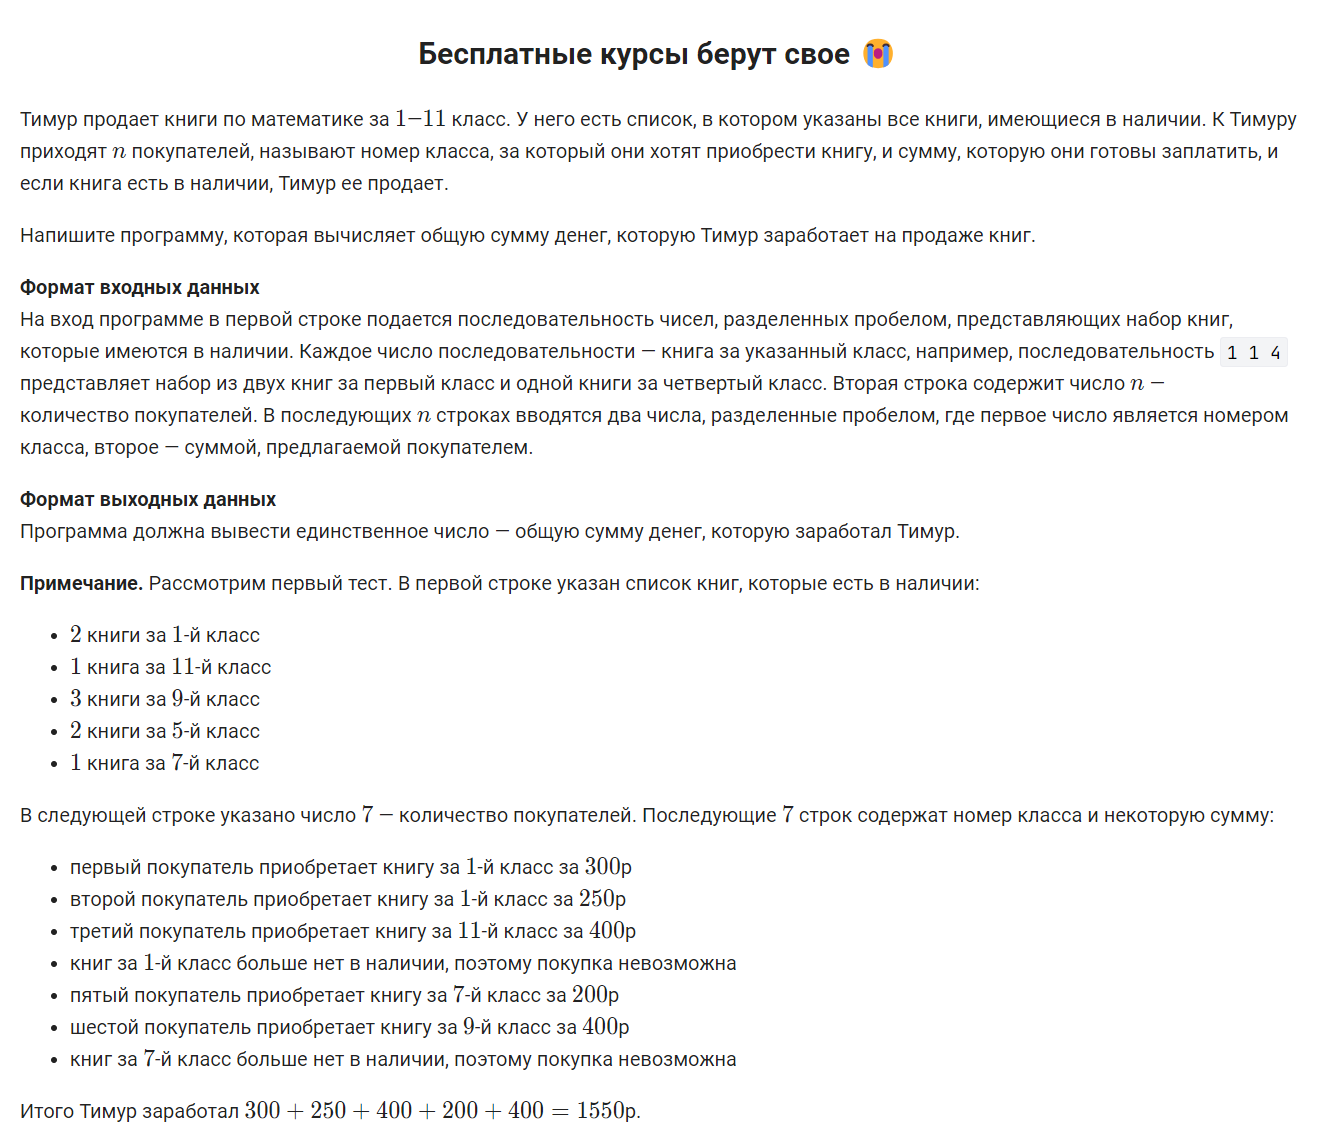 Бесплатные курсы берут свое 😭
Тимур продает книги по математике за 1–11 класс. У него есть список, в котором указаны все книги, имеющиеся в наличии. К Тимуру
приходят n покупателей, называют номер класса, за который они хотят приобрести книгу, и сумму, которую они готовы заплатить, и
если книга есть в наличии, Тимур ее продает.
Напишите программу, которая вычисляет общую сумму денег, которую Тимур заработает на продаже книг.
Формат входных данных
На вход программе в первой строке подается последовательность чисел, разделенных пробелом, представляющих набор книг,
которые имеются в наличии. Каждое число последовательности — книга за указанный класс, например, последовательность 1 1 4
представляет набор из двух книг за первый класс и одной книги за четвертый класс. Вторая строка содержит число n —
количество покупателей. В последующих n строках вводятся два числа, разделенные пробелом, где первое число является номером
класса, второе — суммой, предлагаемой покупателем.
Формат выходных данных
Программа должна вывести единственное число — общую сумму денег, которую заработал Тимур.
Примечание. Рассмотрим первый тест. В первой строке указан список книг, которые есть в наличии:
• 2 книги за 1-й класс
• 1 книга за 11-й класс
• 3 книги за 9-й класс
• 2 книги за 5-й класс
• 1 книга за 7-й класс
В следующей строке указано число 7 — количество покупателей. Последующие 7 строк содержат номер класса и некоторую сумму:
• первый покупатель приобретает книгу за 1-й класс за 300р
• второй покупатель приобретает книгу за 1-й класс за 250р
• третий покупатель приобретает книгу за 11-й класс за 400р
• книг за 1-й класс больше нет в наличии, поэтому покупка невозможна
• пятый покупатель приобретает книгу за 7-й класс за 200р
• шестой покупатель приобретает книгу за 9-й класс за 400р
• книг за 7-й класс больше нет в наличии, поэтому покупка невозможна
Итого Тимур заработал 300 + 250 + 400 + 200 + 400 = 1550р.